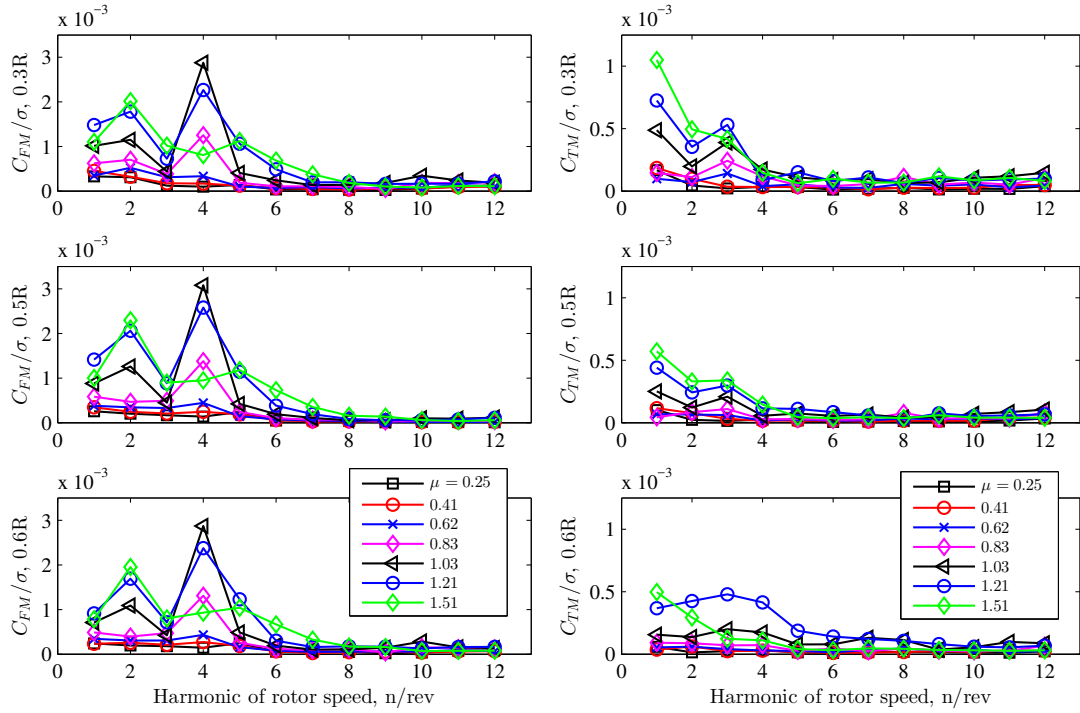 x 10⁻³
3
2
1
0
C_FM/σ, 0.3R
0 2 4 6 8 10 12
x 10⁻³
1
0.5
0
C_TM/σ, 0.3R
0 2 4 6 8 10 12
x 10⁻³
3
2
1
0
C_FM/σ, 0.5R
0 2 4 6 8 10 12
x 10⁻³
1
0.5
0
C_TM/σ, 0.5R
0 2 4 6 8 10 12
x 10⁻³
3
2
1
0
C_FM/σ, 0.6R
μ = 0.25
0.41
0.62
0.83
1.03
1.21
1.51
0 2 4 6 8 10 12
Harmonic of rotor speed, n/rev
x 10⁻³
1
0.5
0
C_TM/σ, 0.6R
μ = 0.25
0.41
0.62
0.83
1.03
1.21
1.51
0 2 4 6 8 10 12
Harmonic of rotor speed, n/rev